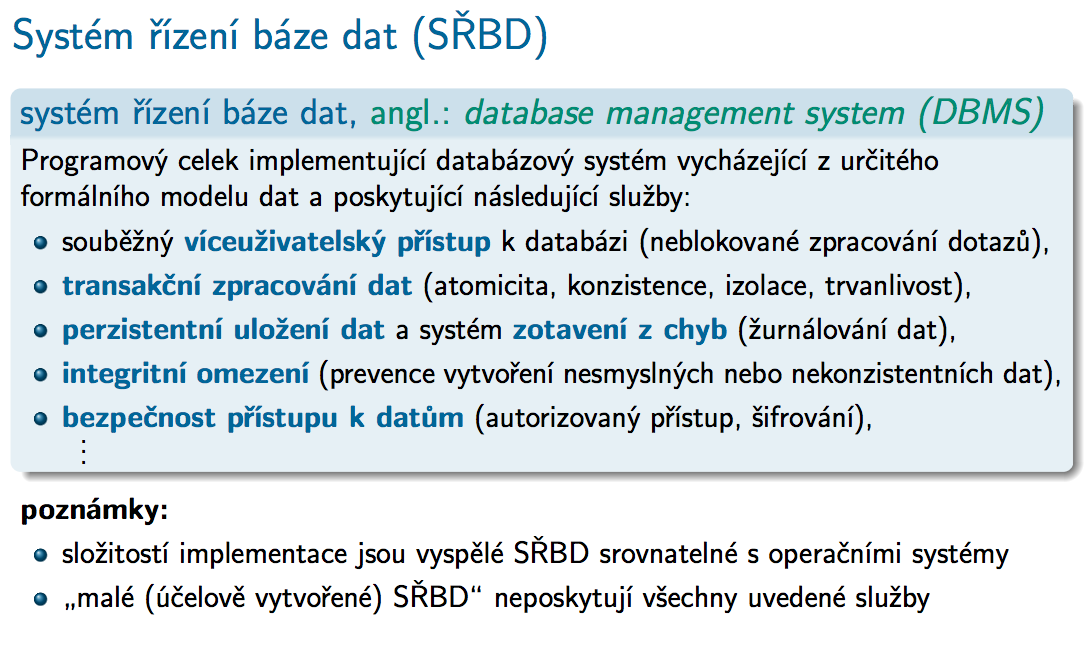 Systém řízení báze dat (SŘBD)
systém řízení báze dat, angl.: database management system (DBMS)
Programový celek implementující databázový systém vycházející z určitého
formálního modelu dat a poskytující následující služby:
souběžný víceuživatelský přístup k databázi (neblokované zpracování dotazů),
transakční zpracování dat (atomicita, konzistence, izolace, trvanlivost),
perzistentní uložení dat a systém zotavení z chyb (žurnálování dat),
integritní omezení (prevence vytvoření nesmyslných nebo nekonzistentních dat),
bezpečnost přístupu k datům (autorizovaný přístup, šifrování),
⋮
poznámky:
složitostí implementace jsou vyspělé SŘBD srovnatelné s operačními systémy
„malé (účelově vytvořené) SŘBD“ neposkytují všechny uvedené služby